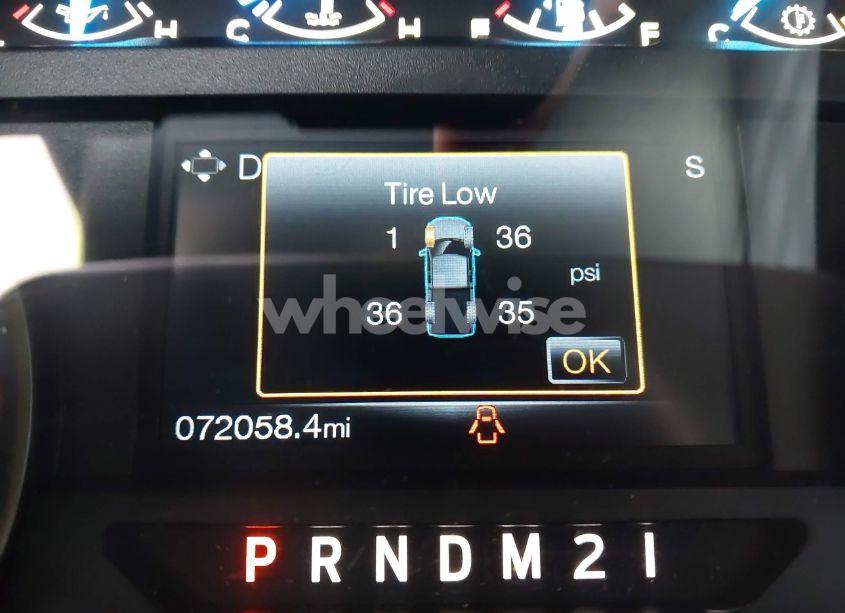 H C H E F C
D S
Tire Low
1 36
psi
36 35
wheelwise
OK
072058.4mi
P R N D M 2 1